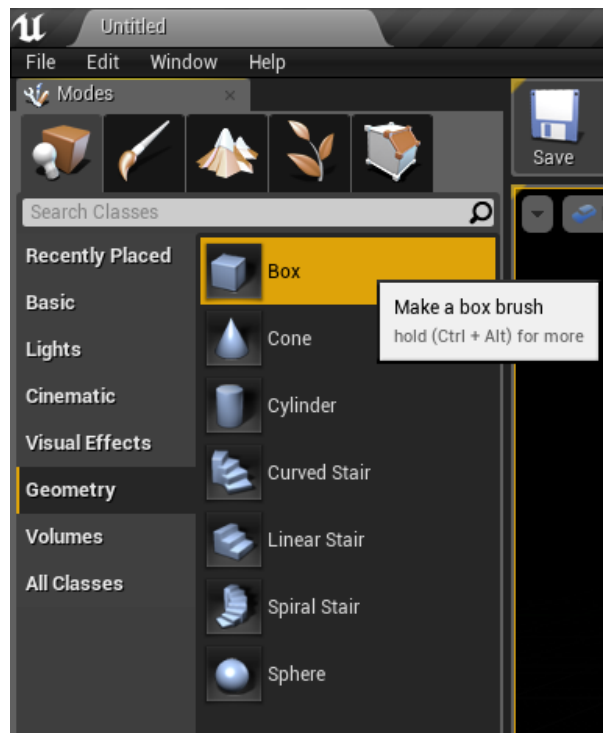 Untitled
File Edit Window Help
Modes ×
Save
Search Classes
Recently Placed
Basic
Lights
Cinematic
Visual Effects
Geometry
Volumes
All Classes
Box
Cone
Cylinder
Curved Stair
Linear Stair
Spiral Stair
Sphere
Make a box brush
hold (Ctrl + Alt) for more